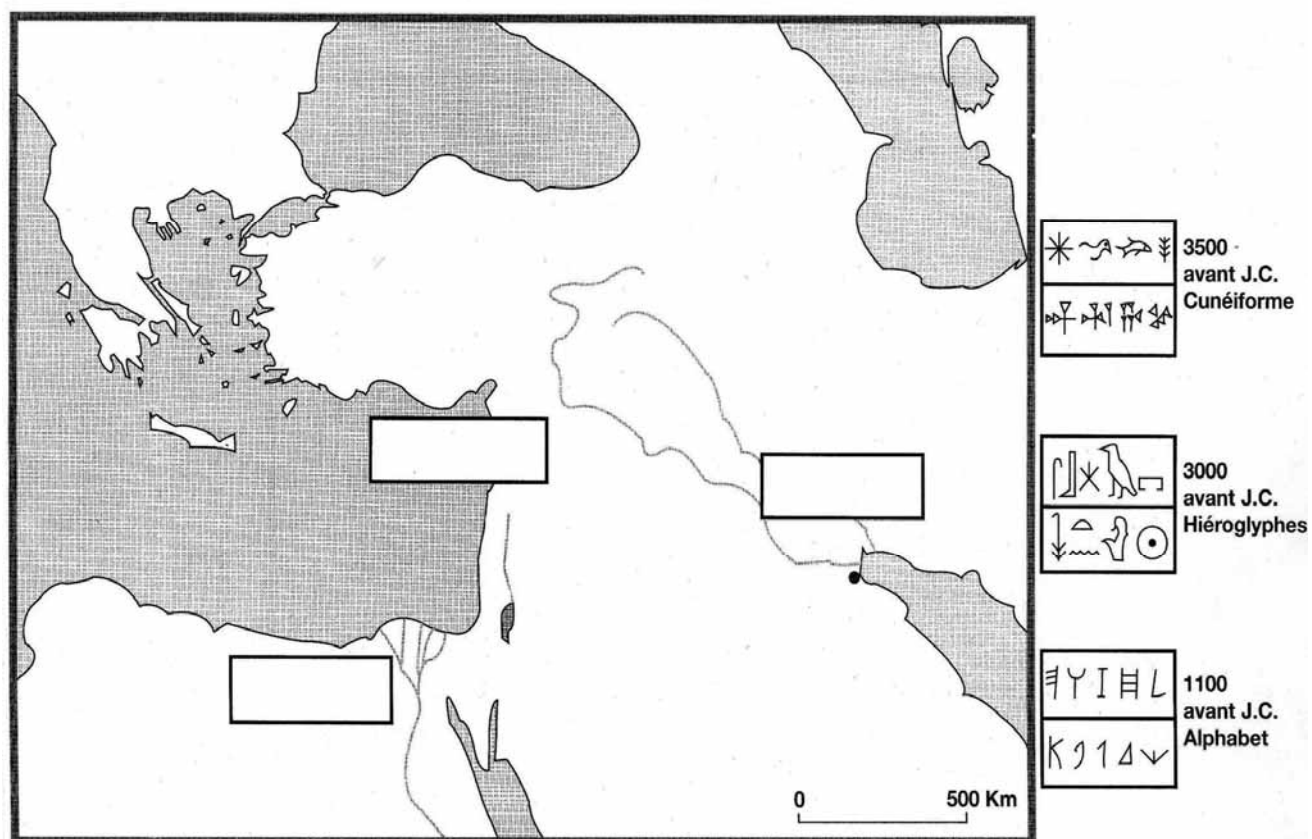 3500
avant J.C.
Cunéiforme
3000
avant J.C.
Hiéroglyphes
1100
avant J.C.
Alphabet
0 500 Km